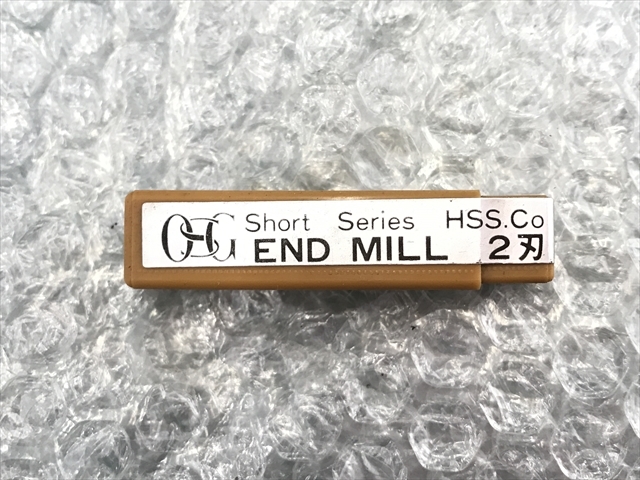 OSG Short Series HSS.Co
END MILL 2刃